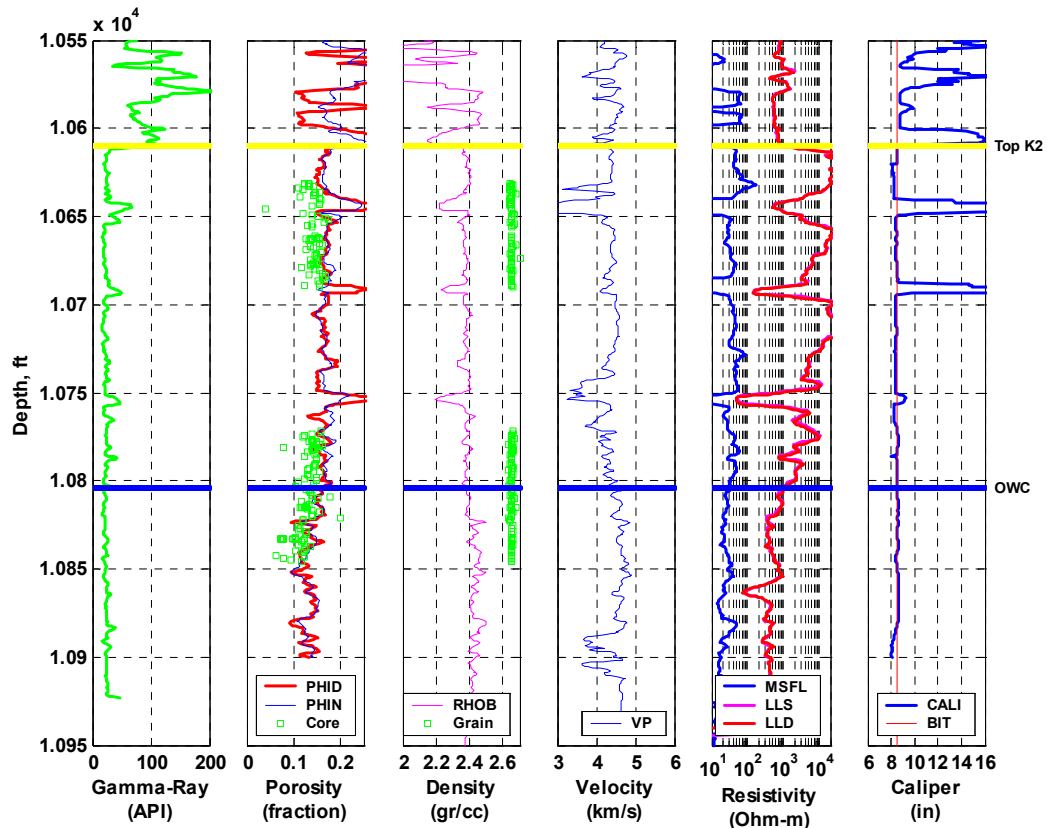 x 10^4
1.055
1.06
1.065
1.07
1.075
1.08
1.085
1.09
1.095
Depth, ft
Top K2
OWC
PHID
PHIN
Core
RHOB
Grain
VP
MSFL
LLS
LLD
CALI
BIT
0 100 200
0 0.1 0.2
2 2.2 2.4 2.6
3 4 5 6
10^1 10^2 10^3 10^4
6 8 10 12 14 16
Gamma-Ray
(API)
Porosity
(fraction)
Density
(gr/cc)
Velocity
(km/s)
Resistivity
(Ohm-m)
Caliper
(in)